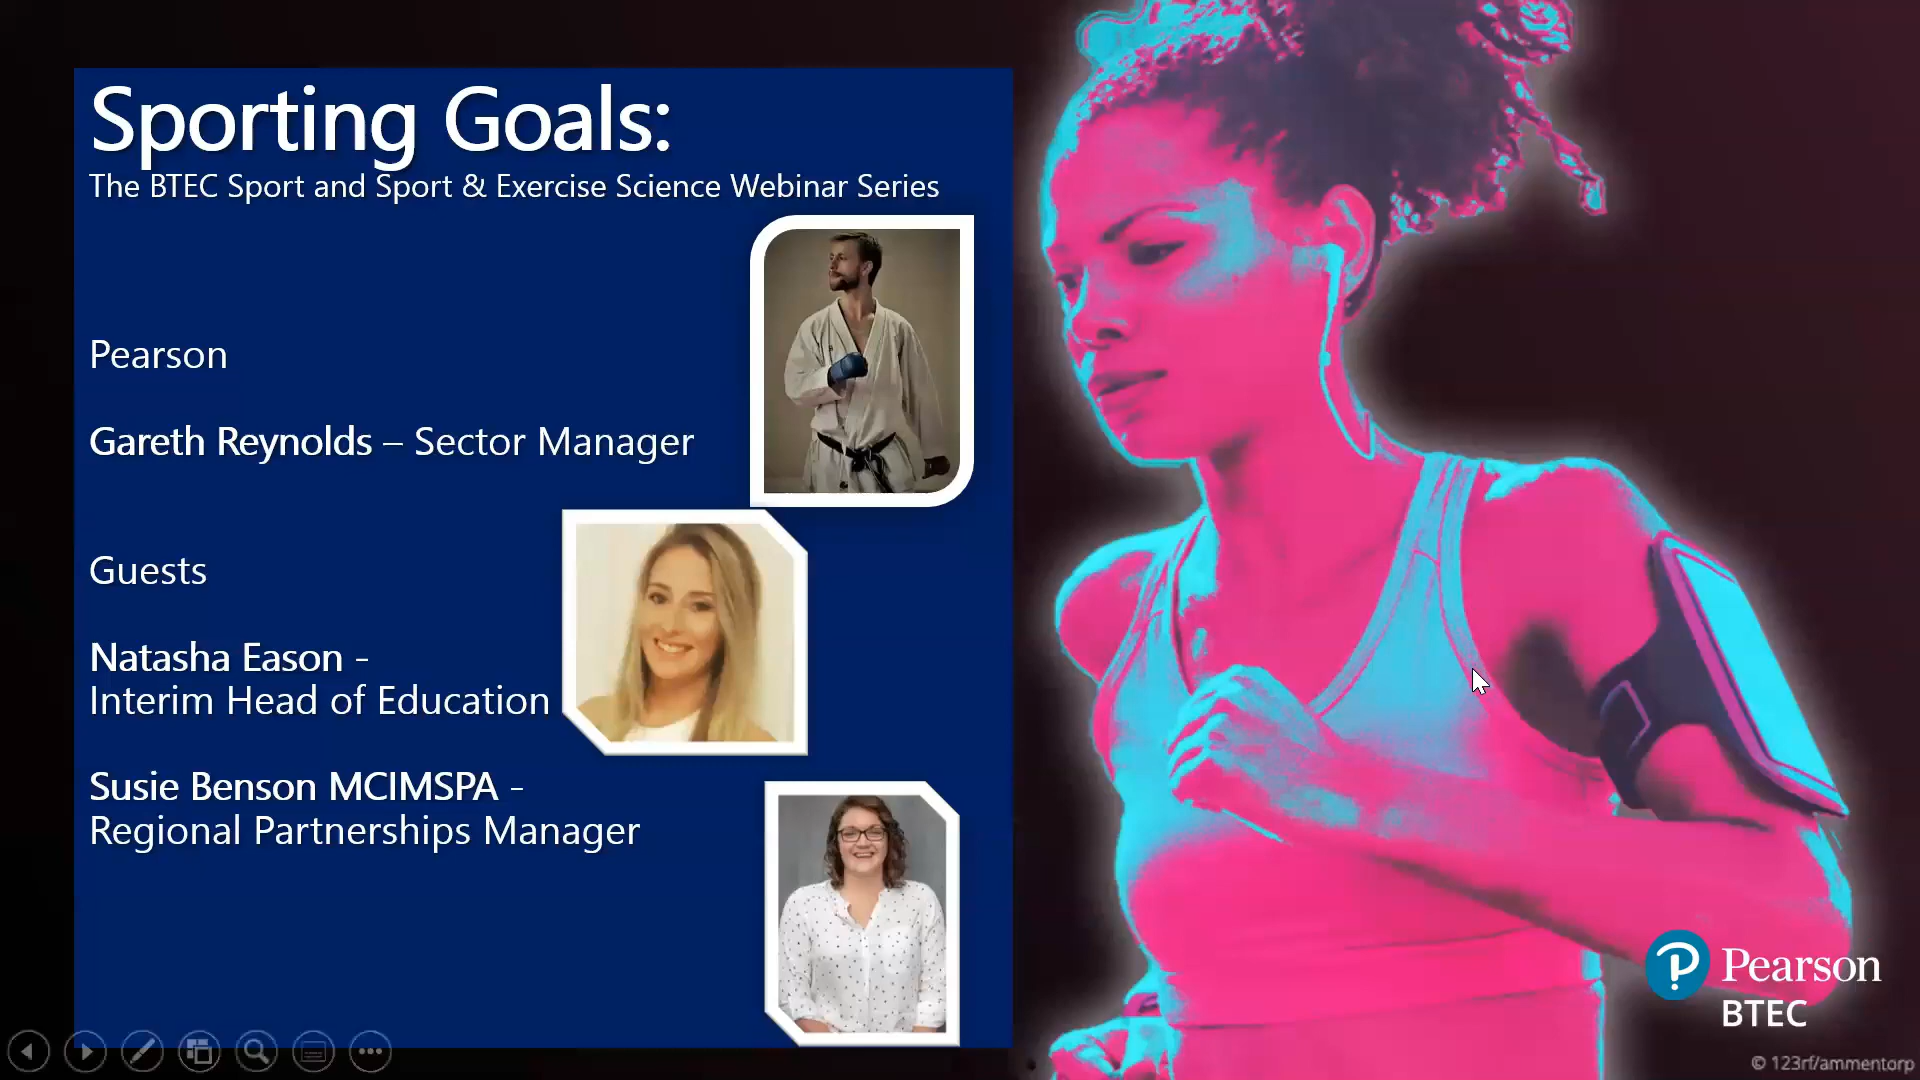 Sporting Goals:
The BTEC Sport and Sport & Exercise Science Webinar Series
Pearson
Gareth Reynolds – Sector Manager
Guests
Natasha Eason -
Interim Head of Education
Susie Benson MCIMSPA -
Regional Partnerships Manager
Pearson
BTEC
© 123rf/ammentorp